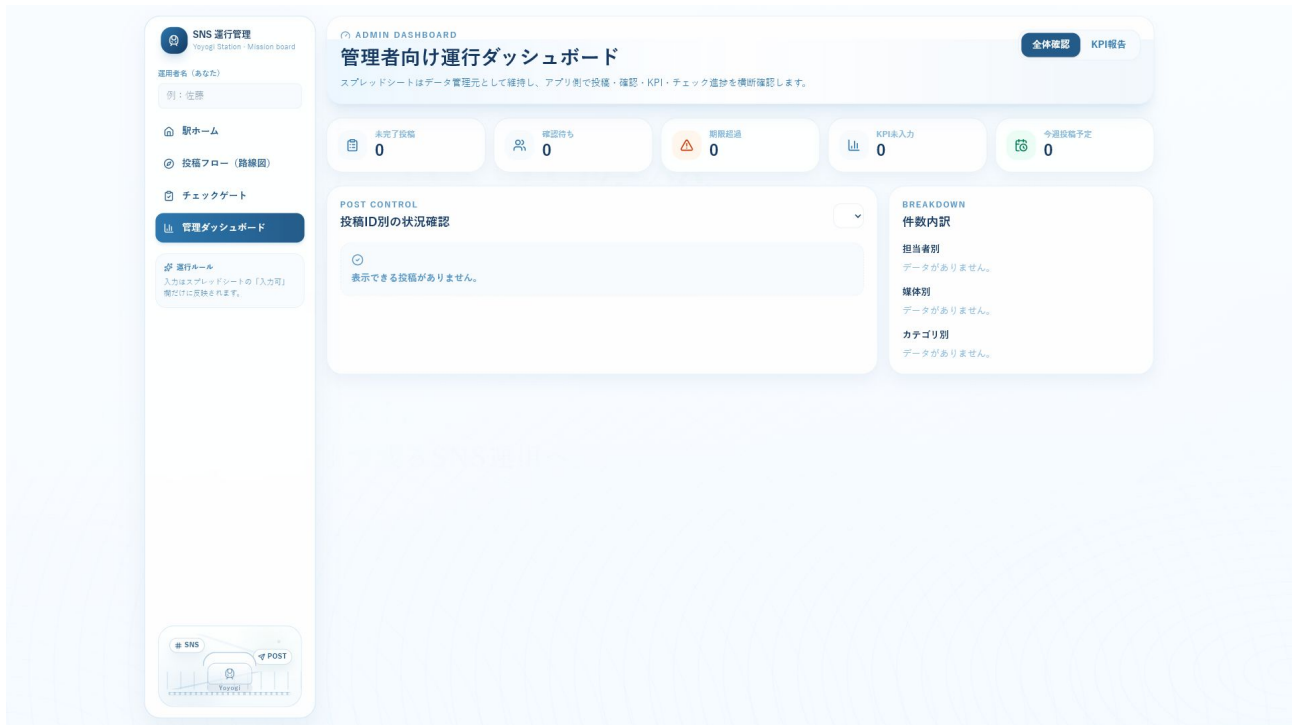 SNS 運行管理
Yoyogi Station · Mission board
運用者名（あなた）
例：佐藤
駅ホーム
投稿フロー（路線図）
チェックゲート
管理ダッシュボード
運行ルール
入力はスプレッドシートの「入力可」
欄だけに反映されます。
SNS
POST
Yoyogi
ADMIN DASHBOARD
管理者向け運行ダッシュボード
スプレッドシートはデータ管理元として維持し、アプリ側で投稿・確認・KPI・チェック進捗を横断確認します。
全体確認
KPI報告
未完了投稿
0
確認待ち
0
期限超過
0
KPI未入力
0
今週投稿予定
0
POST CONTROL
投稿ID別の状況確認
表示できる投稿がありません。
BREAKDOWN
件数内訳
担当者別
データがありません。
媒体別
データがありません。
カテゴリ別
データがありません。